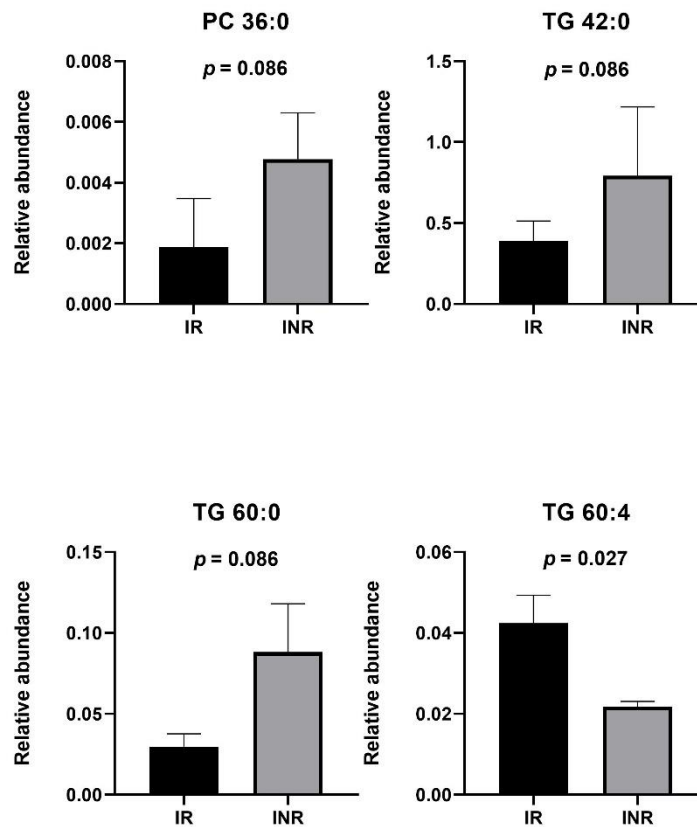 PC 36:0
p = 0.086
Relative abundance
0.008
0.006
0.004
0.002
0.000
IR
INR
TG 42:0
p = 0.086
Relative abundance
1.5
1.0
0.5
0.0
IR
INR
TG 60:0
p = 0.086
Relative abundance
0.15
0.10
0.05
0.00
IR
INR
TG 60:4
p = 0.027
Relative abundance
0.06
0.04
0.02
0.00
IR
INR